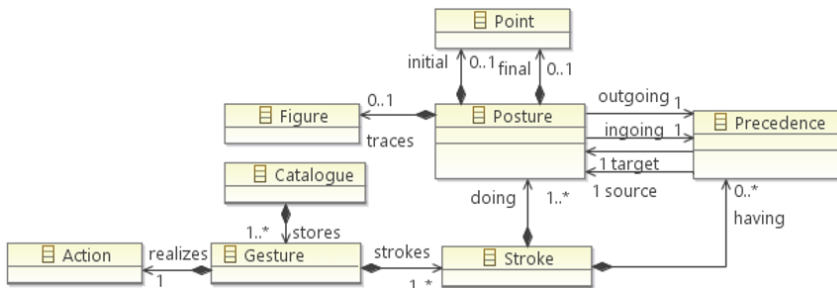 Point
initial 0..1 final 0..1
outgoing 1
0..1
Figure Posture ingoing 1 Precedence
traces
1 target
Catalogue
doing 1..* 1 source 0..*
having
1..* stores
realizes strokes
Action Gesture Stroke
1 1..*